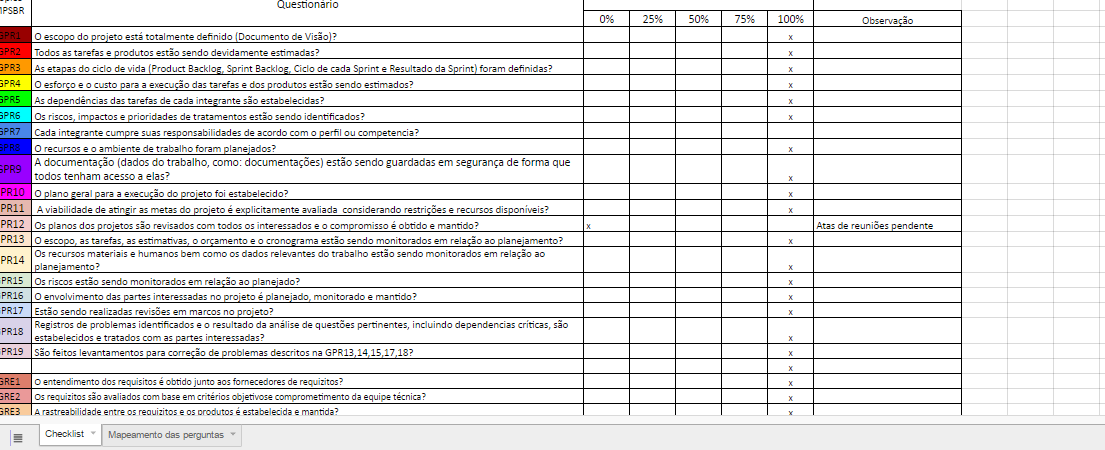 MPSBR Questionário
0% 25% 50% 75% 100% Observação
GPR1 O escopo do projeto está totalmente definido (Documento de Visão)? x
GPR2 Todos as tarefas e produtos estão sendo devidamente estimadas? x
GPR3 As etapas do ciclo de vida (Product Backlog, Sprint Backlog, Ciclo de cada Sprint e Resultado da Sprint) foram definidas? x
GPR4 O esforço e o custo para a execução das tarefas e dos produtos estão sendo estimados? x
GPR5 As dependências das tarefas de cada integrante são estabelecidas? x
GPR6 Os riscos, impactos e prioridades de tratamentos estão sendo identificados? x
GPR7 Cada integrante cumpre suas responsabilidades de acordo com o perfil ou competencia?
GPR8 O recursos e o ambiente de trabalho foram planejados? x
GPR9 A documentação (dados do trabalho, como: documentações) estão sendo guardadas em segurança de forma que
todos tenham acesso a elas? x
PR10 O plano geral para a execução do projeto foi estabelecido? x
PR11 A viabilidade de atingir as metas do projeto é explicitamente avaliada considerando restrições e recursos disponíveis? x
PR12 Os planos dos projetos são revisados com todos os interessados e o compromisso é obtido e mantido? x Atas de reuniões pendente
PR13 O escopo, as tarefas, as estimativas, o orçamento e o cronograma estão sendo monitorados em relação ao planejamento? x
PR14 Os recursos materiais e humanos bem como os dados relevantes do trabalho estão sendo monitorados em relação ao
planejamento? x
PR15 Os riscos estão sendo monitorados em relação ao planejado? x
PR16 O envolvimento das partes interessadas no projeto é planejado, monitorado e mantido? x
PR17 Estão sendo realizadas revisões em marcos no projeto? x
PR18 Registros de problemas identificados e o resultado da análise de questões pertinentes, incluindo dependencias críticas, são
estabelecidos e tratados com as partes interessadas? x
PR19 São feitos levantamentos para correção de problemas descritos na GPR13,14,15,17,18? x
x
GRE1 O entendimento dos requisitos é obtido junto aos fornecedores de requizitos? x
GRE2 Os requizitos são avaliados com base em critérios objetivose comprometimento da equipe técnica? x
GRE3 A rastreabilidade entre os requizitos e os produtos é estabelecida e mantida? x
Checklist Mapeamento das perguntas